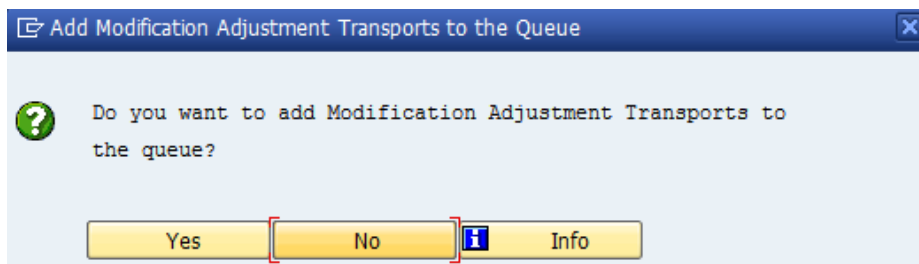 Add Modification Adjustment Transports to the Queue
Do you want to add Modification Adjustment Transports to
the queue?
Yes No Info